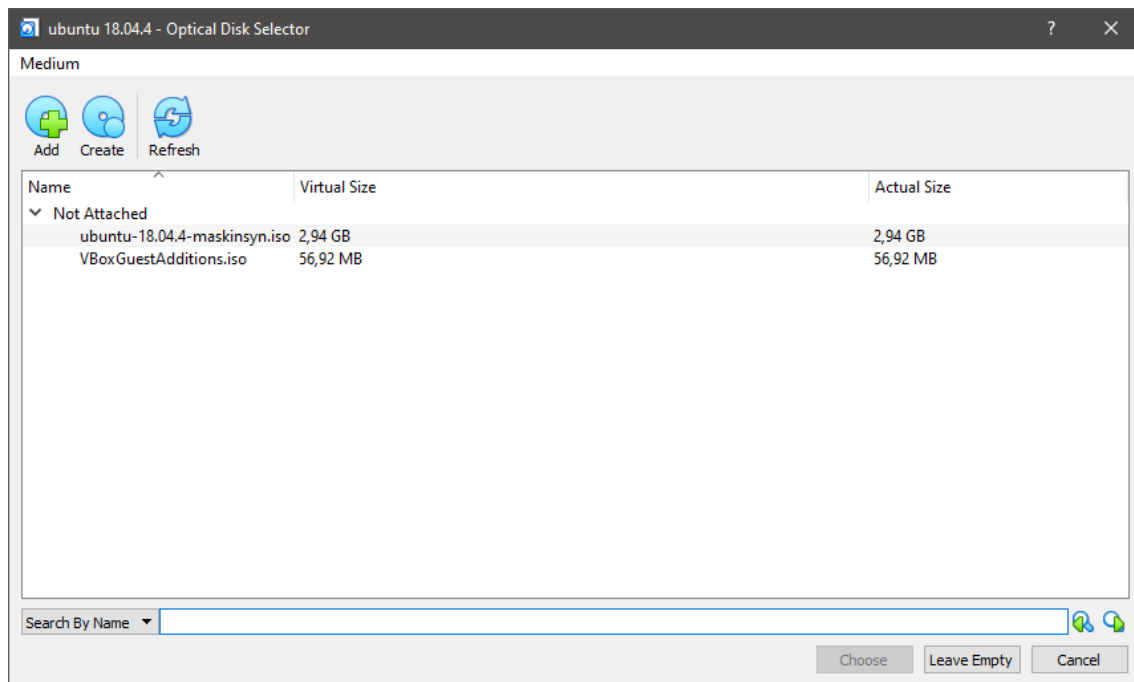 ubuntu 18.04.4 - Optical Disk Selector ?
Medium
Add Create Refresh
Name Virtual Size Actual Size
Not Attached
ubuntu-18.04.4-maskinsyn.iso 2,94 GB 2,94 GB
VBoxGuestAdditions.iso 56,92 MB 56,92 MB
Search By Name
Choose Leave Empty Cancel